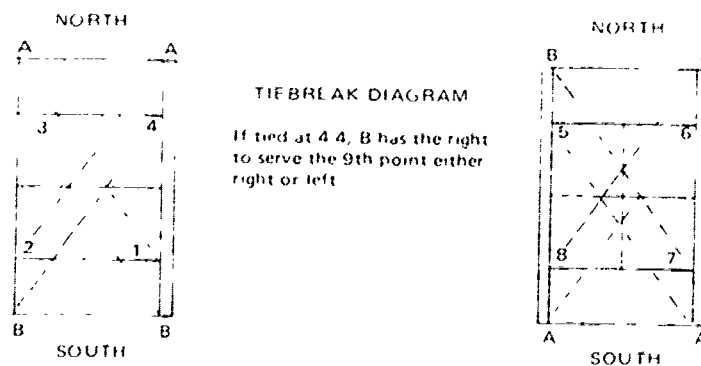 NORTH
A A
3 4
2 1
B B
SOUTH
TIEBREAK DIAGRAM
If tied at 4 4, B has the right
to serve the 9th point either
right or left
NORTH
B
5 6
8 7
A A
SOUTH